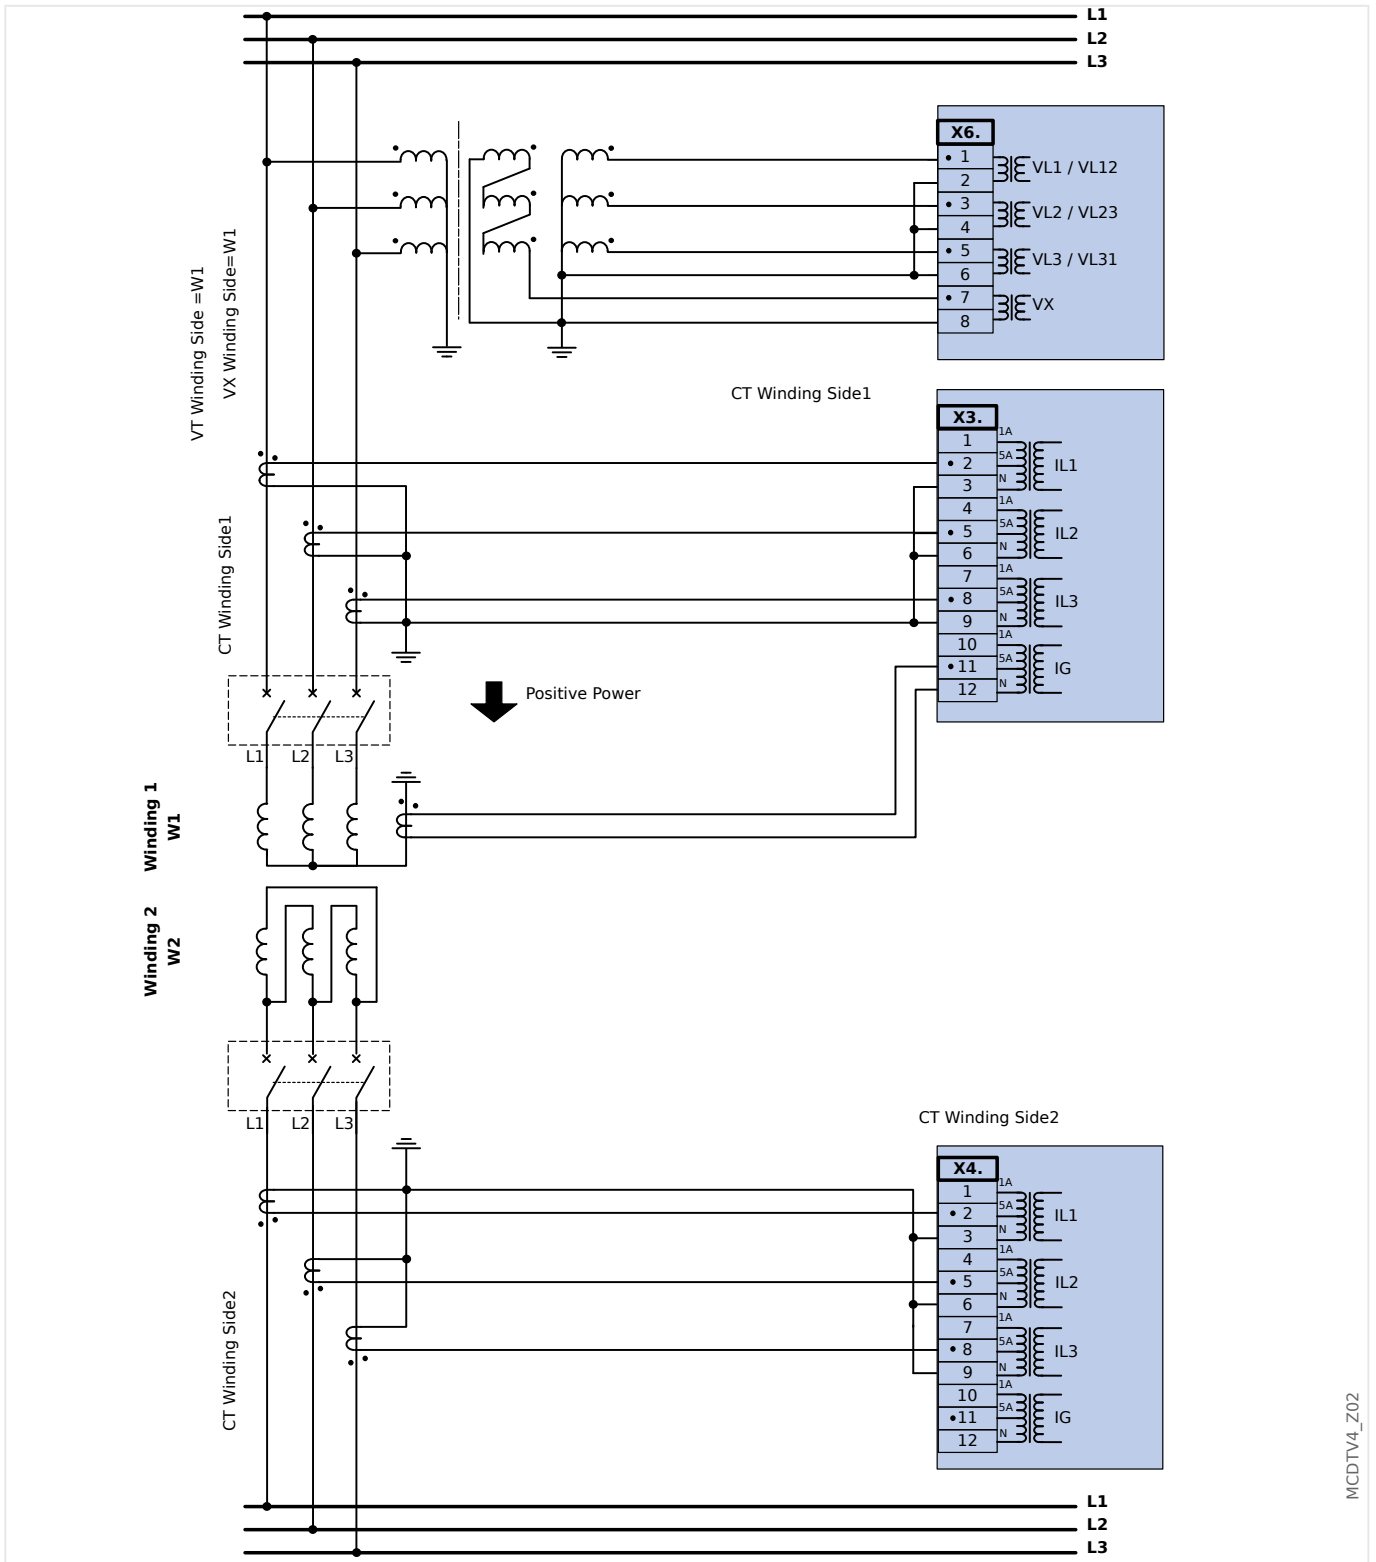 L1
L2
L3
X6.
1
2
3
4
5
6
7
8
VL1 / VL12
VL2 / VL23
VL3 / VL31
VX
VT Winding Side =W1
VX Winding Side=W1
CT Winding Side1
X3.
1
2
3
4
5
6
7
8
9
10
11
12
1A
5A
N
IL1
1A
5A
N
IL2
1A
5A
N
IL3
1A
5A
N
IG
CT Winding Side1
Positive Power
L1
L2
L3
Winding 1
W1
Winding 2
W2
L1
L2
L3
CT Winding Side2
X4.
1
2
3
4
5
6
7
8
9
10
11
12
1A
5A
N
IL1
1A
5A
N
IL2
1A
5A
N
IL3
1A
5A
N
IG
CT Winding Side2
MCDTV4_Z02
L1
L2
L3